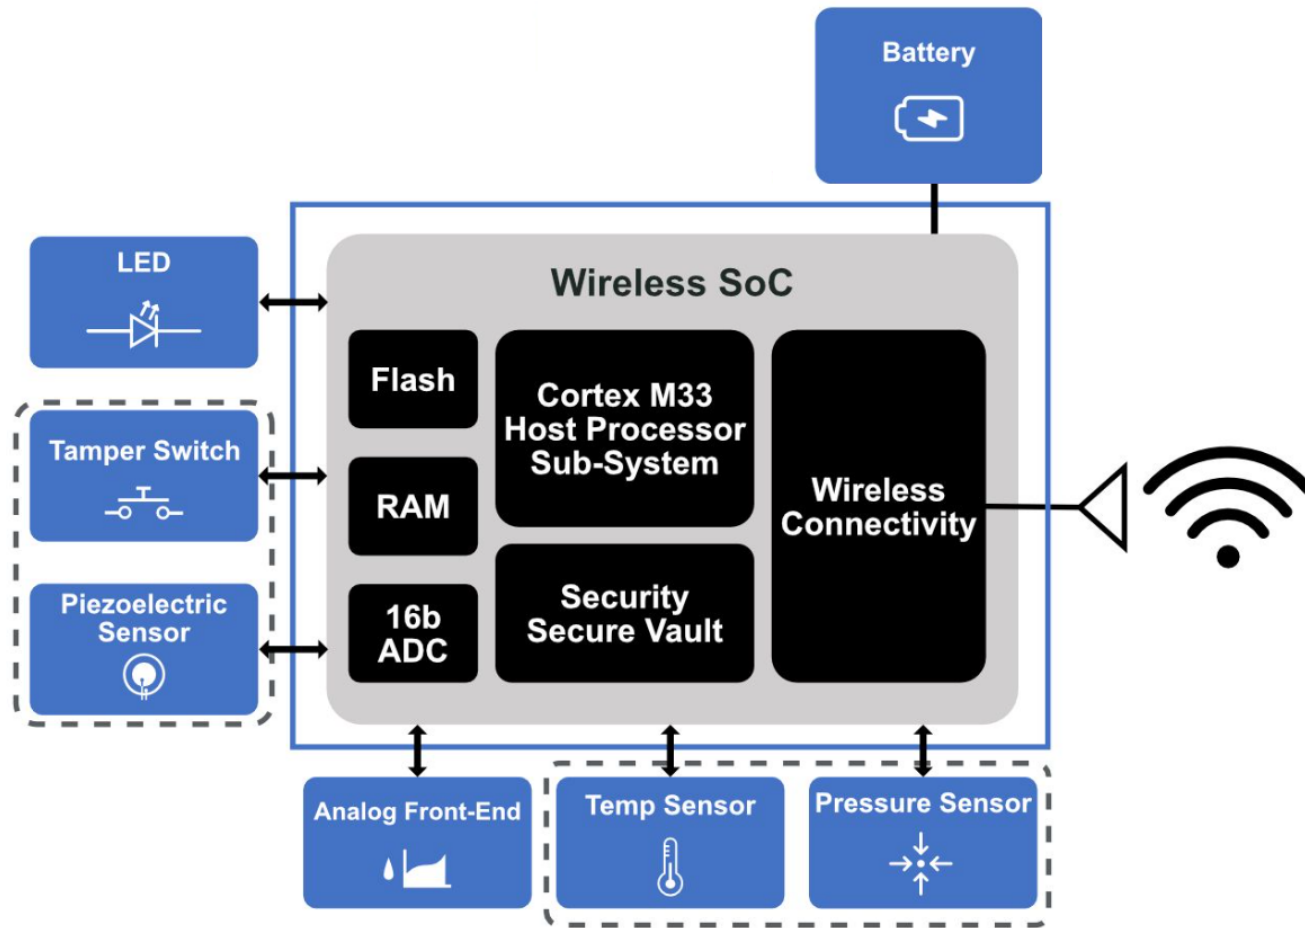 Battery
LED
Wireless SoC
Flash
Cortex M33
Host Processor
Sub-System
Tamper Switch
RAM
Wireless
Connectivity
Piezoelectric
Sensor
16b
ADC
Security
Secure Vault
Analog Front-End
Temp Sensor
Pressure Sensor